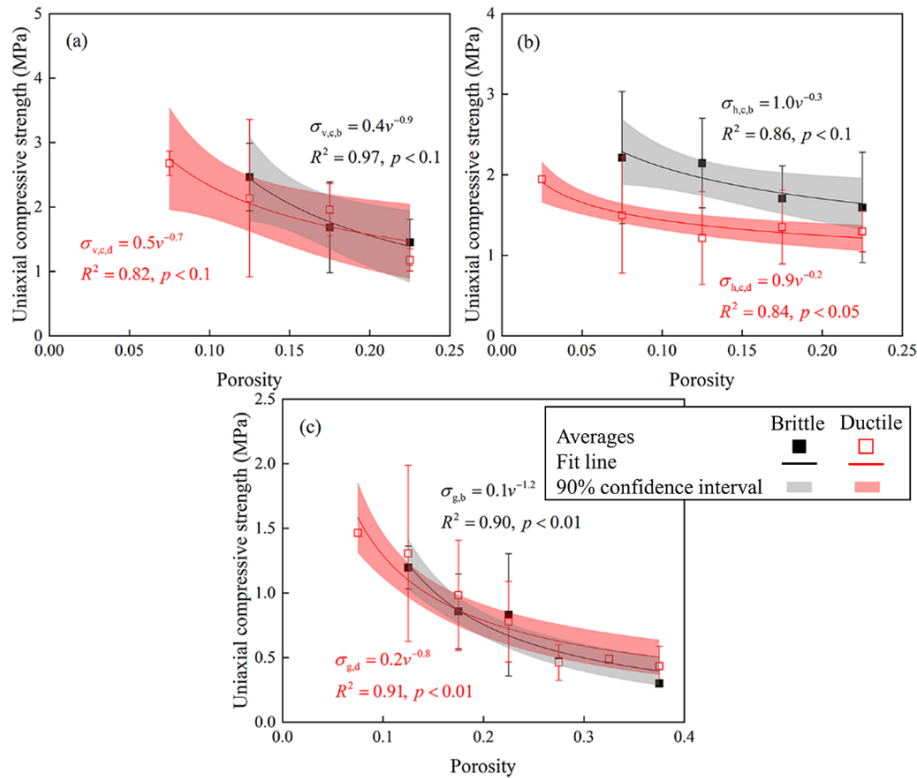 (a)
Uniaxial compressive strength (MPa)
5
4
3
2
1
0
σv,c,b = 0.4v^−0.9
R² = 0.97, p < 0.1
σv,c,d = 0.5v^−0.7
R² = 0.82, p < 0.1
0.00 0.05 0.10 0.15 0.20 0.25
Porosity
(b)
Uniaxial compressive strength (MPa)
4
3
2
1
0
σh,c,b = 1.0v^−0.3
R² = 0.86, p < 0.1
σh,c,d = 0.9v^−0.2
R² = 0.84, p < 0.05
0.00 0.05 0.10 0.15 0.20 0.25
Porosity
(c)
Uniaxial compressive strength (MPa)
2.5
2.0
1.5
1.0
0.5
0.0
σg,b = 0.1v^−1.2
R² = 0.90, p < 0.01
σg,d = 0.2v^−0.8
R² = 0.91, p < 0.01
0.0 0.1 0.2 0.3 0.4
Porosity
Brittle Ductile
Averages
Fit line
90% confidence interval